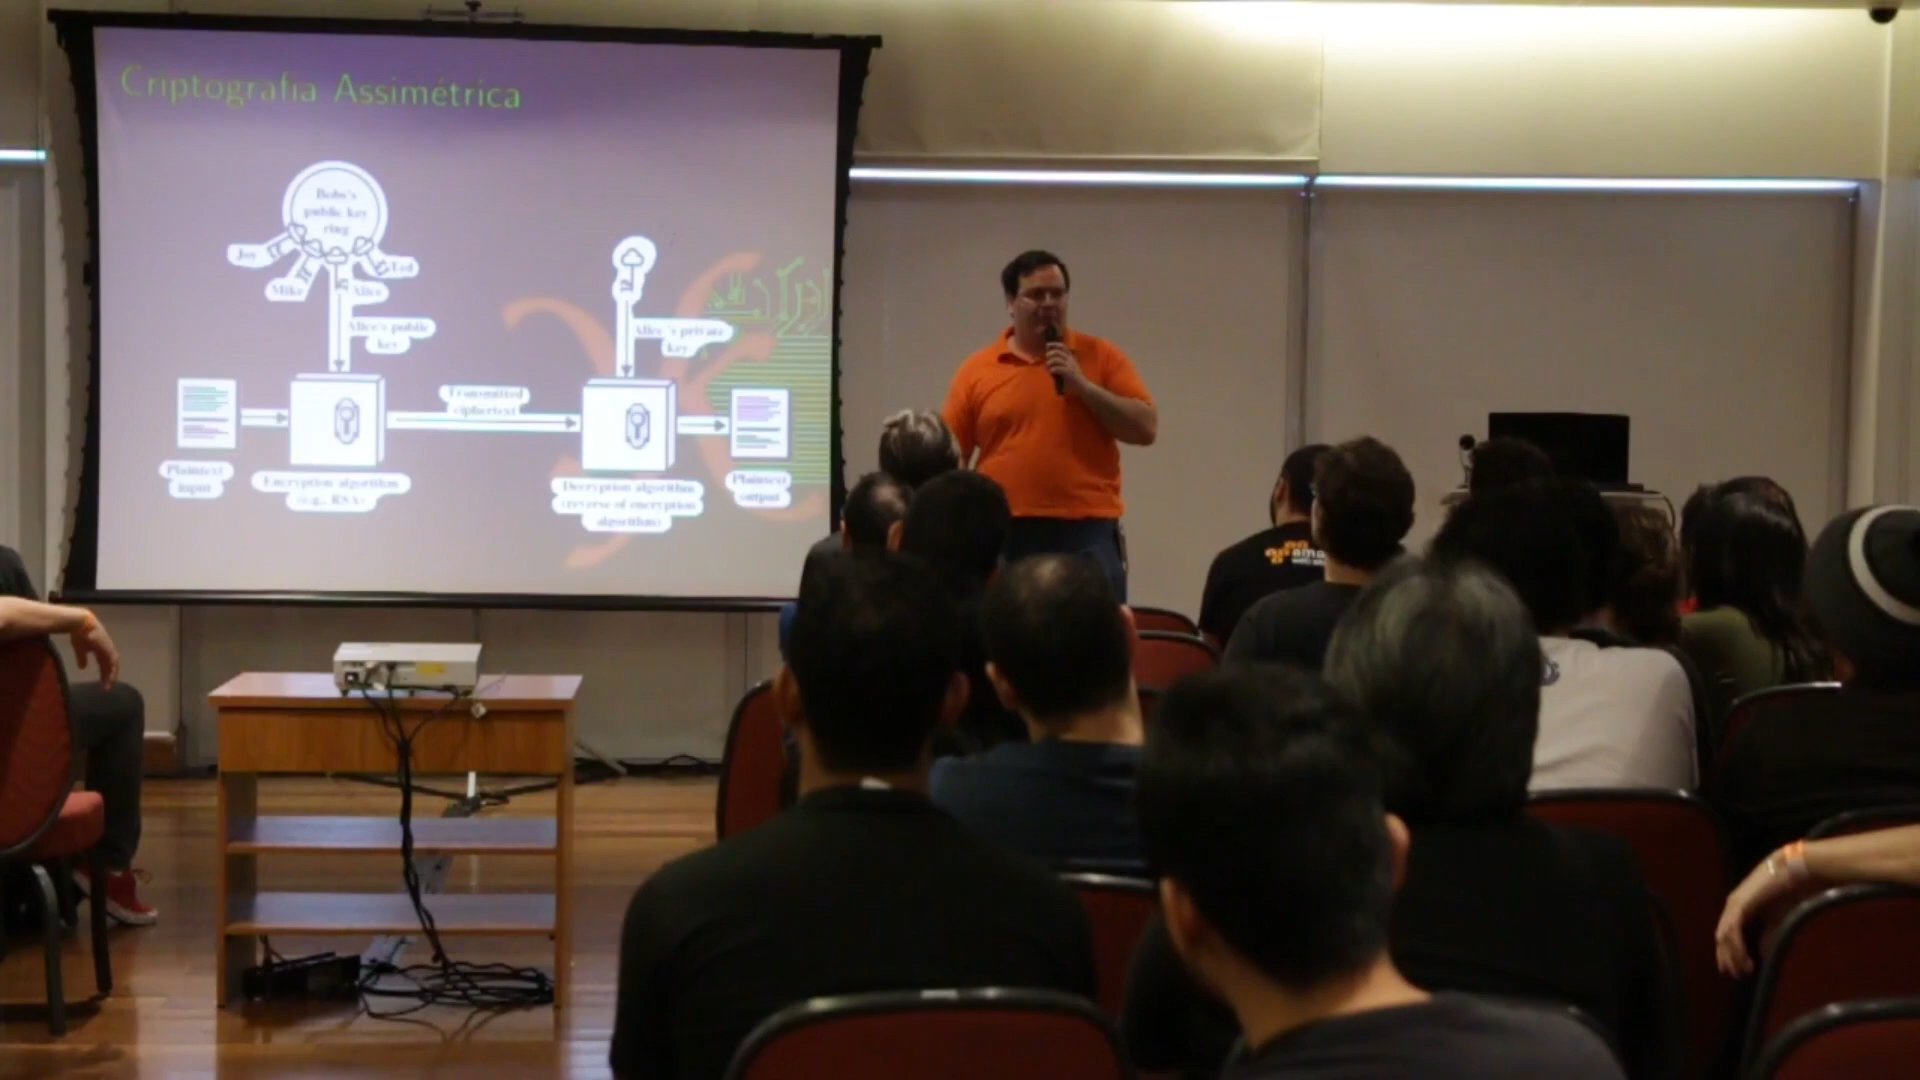 Criptografia Assimétrica
Bobs's
public key
ring
Joy
Ted
Mike
Alice
Alice's public
key
Alice's private
key
Transmitted
ciphertext
Plaintext
input
Encryption algorithm
(e.g., RSA)
Decryption algorithm
(reverse of encryption
algorithm)
Plaintext
output